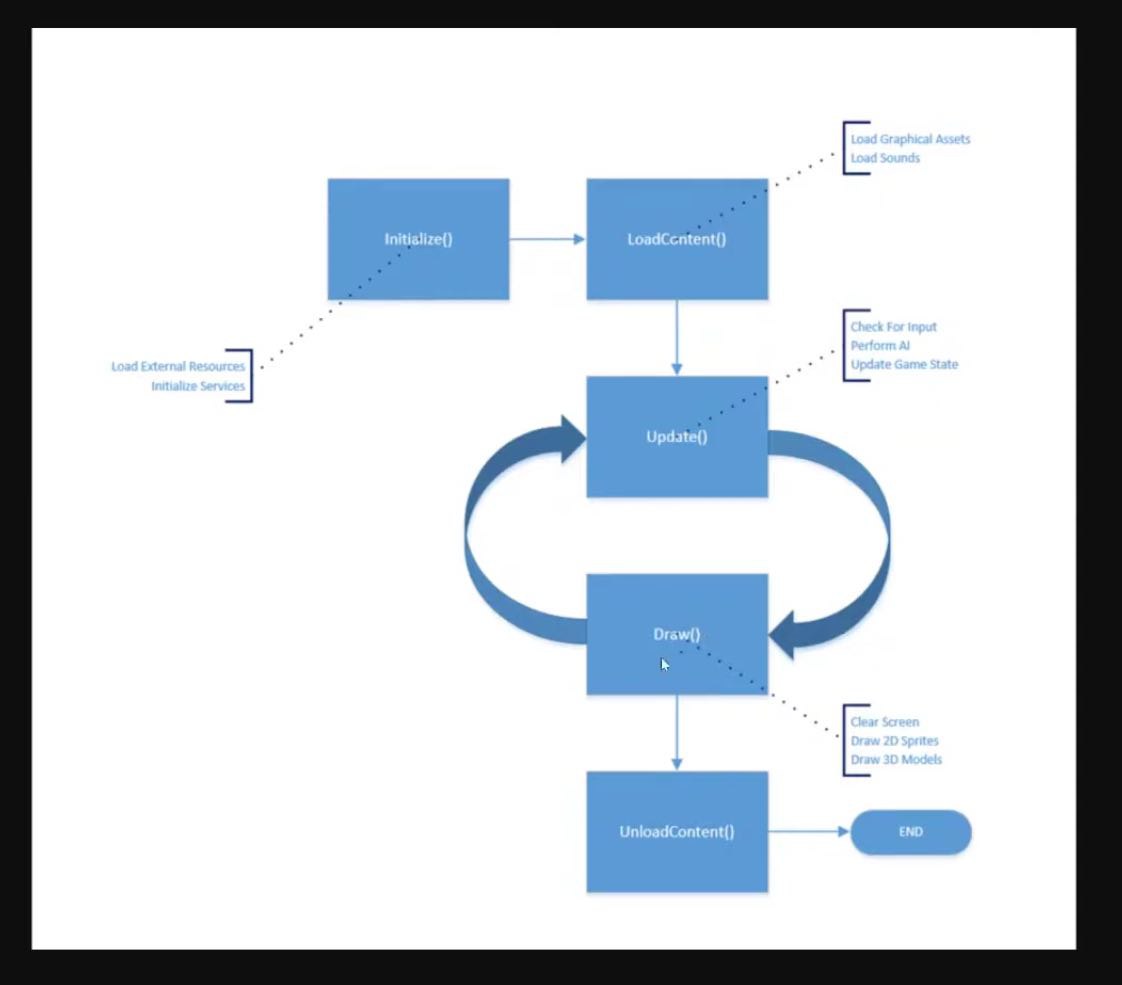 Load Graphical Assets
Load Sounds
Initialize()
LoadContent()
Check For Input
Perform AI
Update Game State
Load External Resources
Initialize Services
Update()
Draw()
Clear Screen
Draw 2D Sprites
Draw 3D Models
UnloadContent()
END